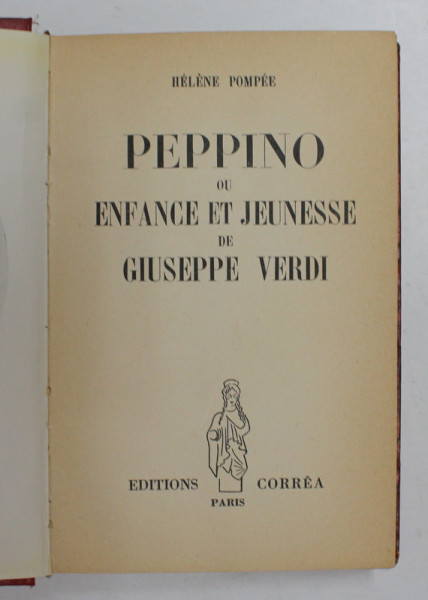 HÉLÈNE POMPÉE
PEPPINO
OU
ENFANCE ET JEUNESSE
DE
GIUSEPPE VERDI
EDITIONS CORRÊA
PARIS